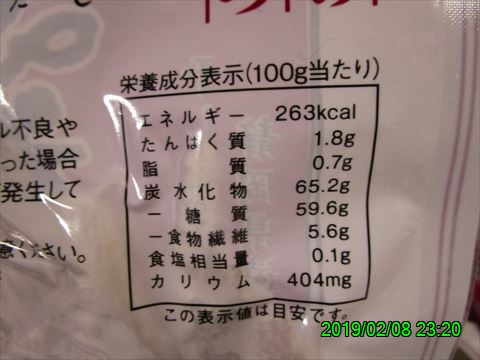 栄養成分表示(100g当たり)
エネルギー 263kcal
たんぱく質 1.8g
脂質 0.7g
炭水化物 65.2g
－糖質 59.6g
－食物繊維 5.6g
食塩相当量 0.1g
カリウム 404mg
この表示値は目安です。
ル不良や
った場合
発生して
ください。
2019/02/08 23:20